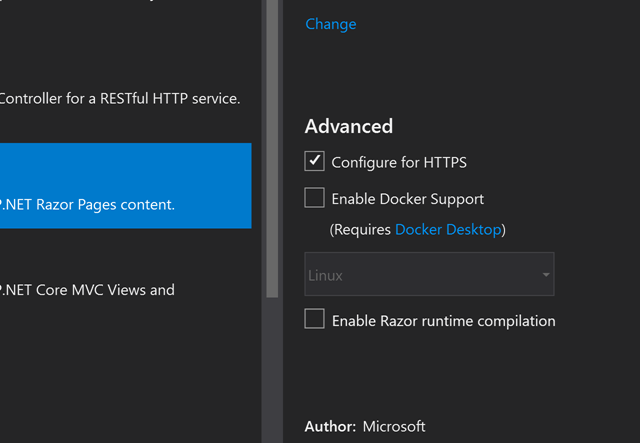 Controller for a RESTful HTTP service.
P.NET Razor Pages content.
P.NET Core MVC Views and
Change
Advanced
Configure for HTTPS
Enable Docker Support
(Requires Docker Desktop)
Linux
Enable Razor runtime compilation
Author: Microsoft